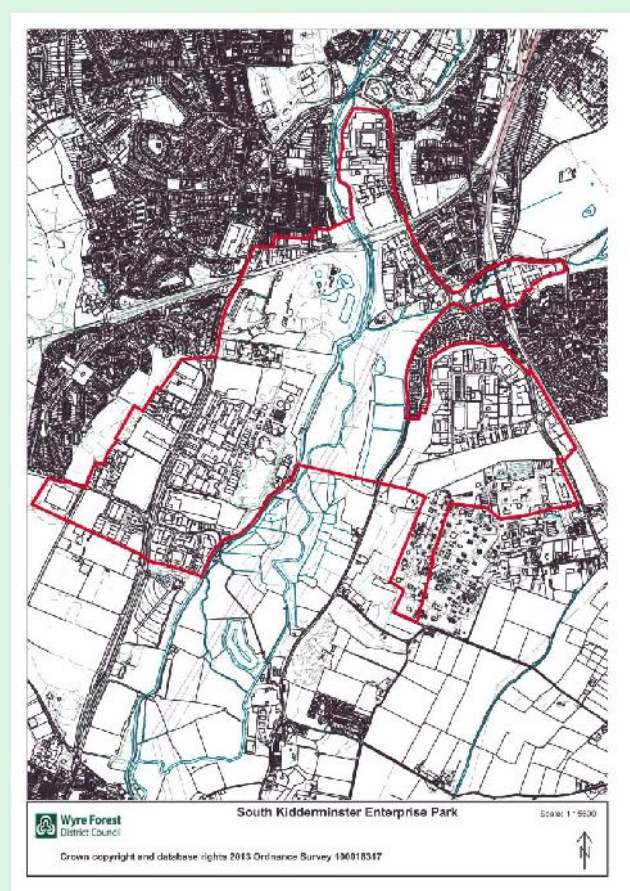 South Kidderminster Enterprise Park
Wyre Forest
District Council
Crown copyright and database rights 2013 Ordnance Survey 100018317
N